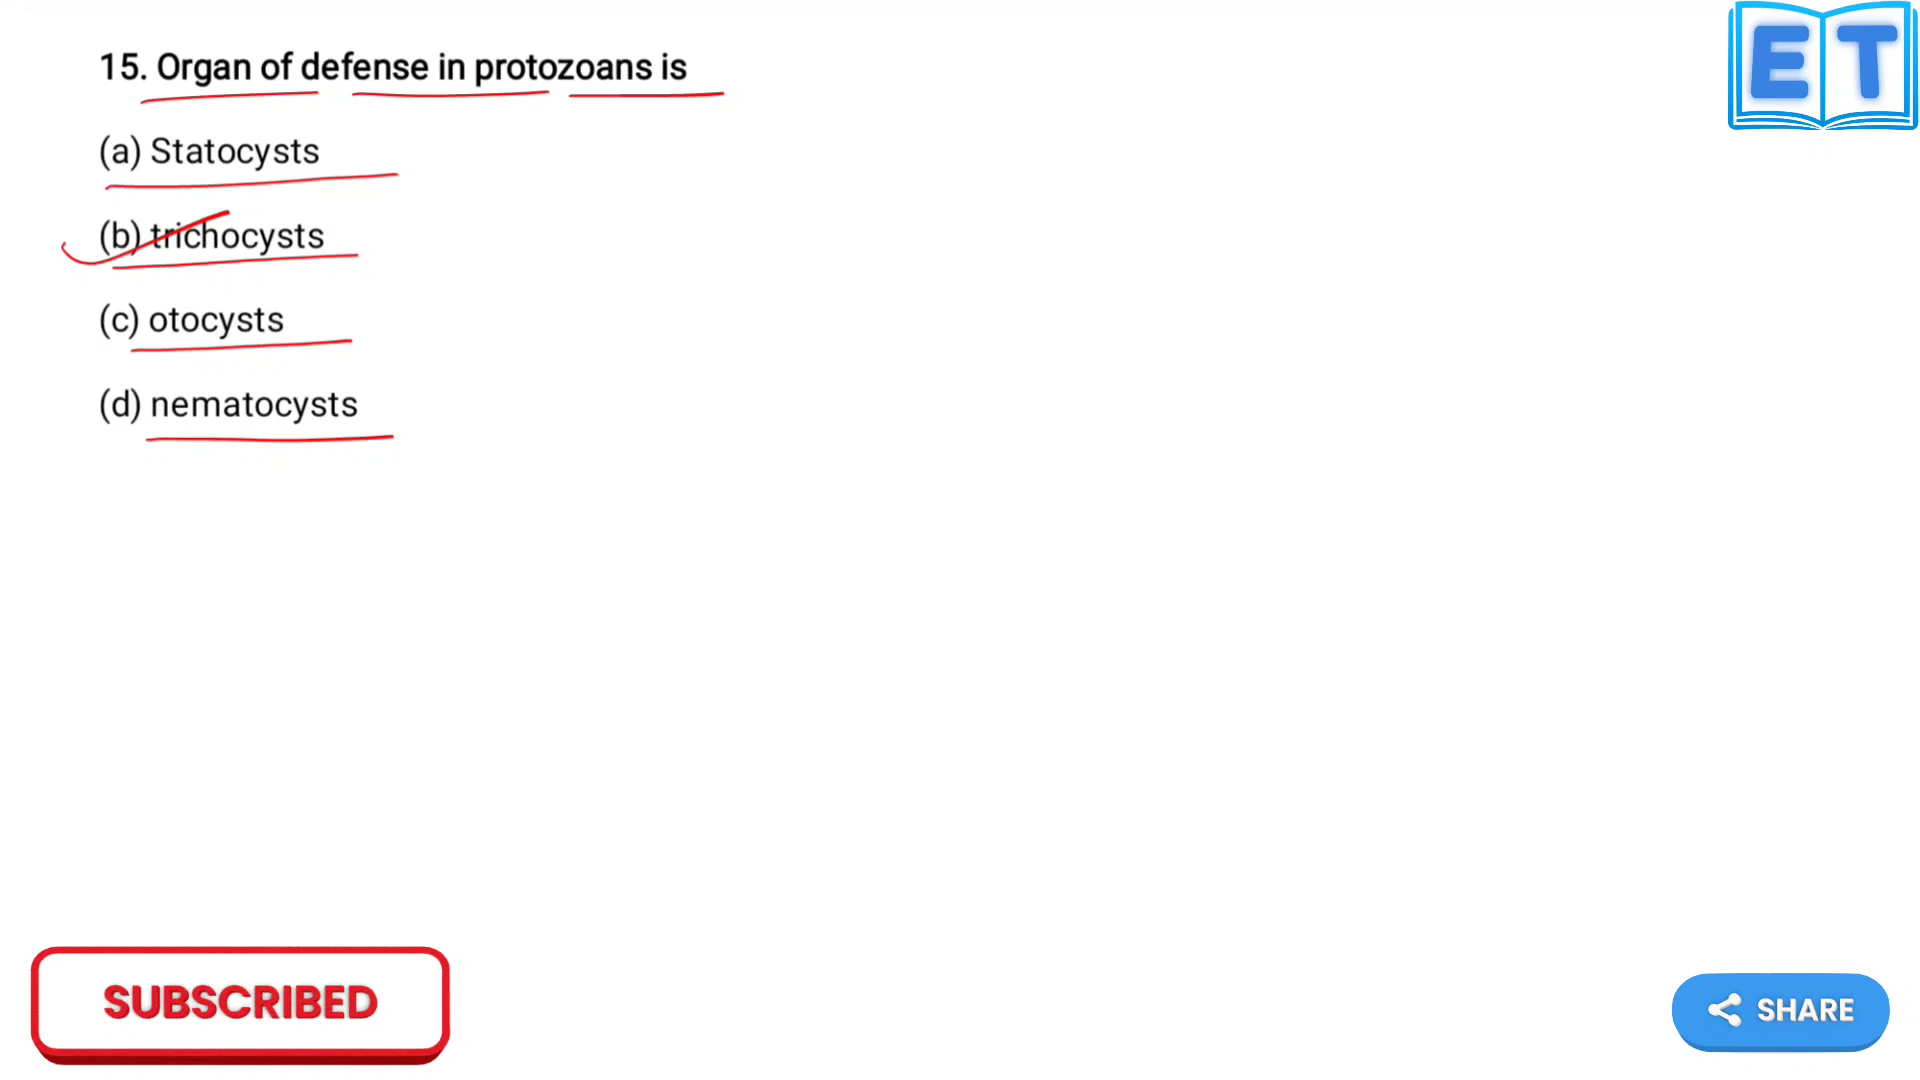 15. Organ of defense in protozoans is
ET
(a) Statocysts
(b) trichocysts
(c) otocysts
(d) nematocysts
SUBSCRIBED
SHARE